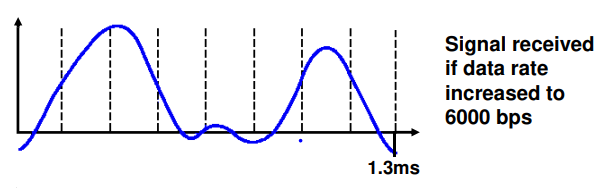 Signal received
if data rate
increased to
6000 bps
1.3ms